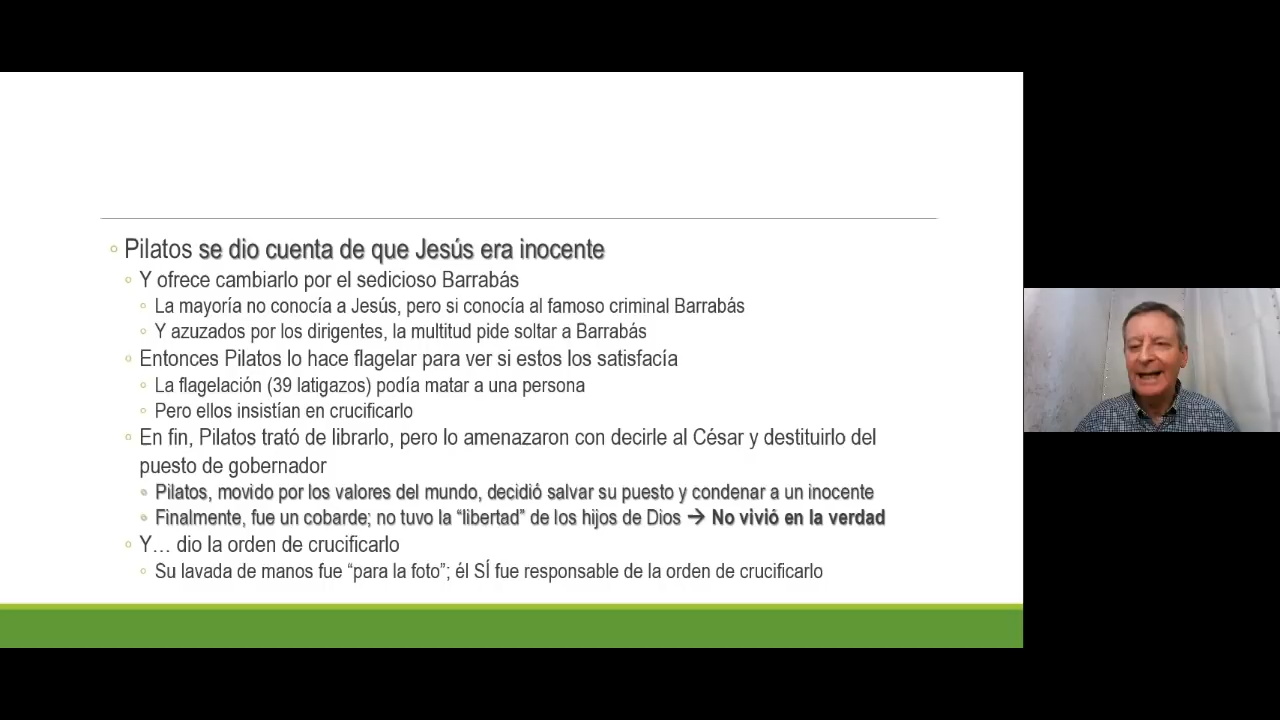 Pilatos se dio cuenta de que Jesús era inocente
Y ofrece cambiarlo por el sedicioso Barrabás
La mayoría no conocía a Jesús, pero si conocía al famoso criminal Barrabás
Y azuzados por los dirigentes, la multitud pide soltar a Barrabás
Entonces Pilatos lo hace flagelar para ver si estos los satisfacía
La flagelación (39 latigazos) podía matar a una persona
Pero ellos insistían en crucificarlo
En fin, Pilatos trató de librarlo, pero lo amenazaron con decirle al César y destituirlo del
puesto de gobernador
Pilatos, movido por los valores del mundo, decidió salvar su puesto y condenar a un inocente
Finalmente, fue un cobarde; no tuvo la “libertad” de los hijos de Dios → No vivió en la verdad
Y… dio la orden de crucificarlo
Su lavada de manos fue “para la foto”; él SÍ fue responsable de la orden de crucificarlo